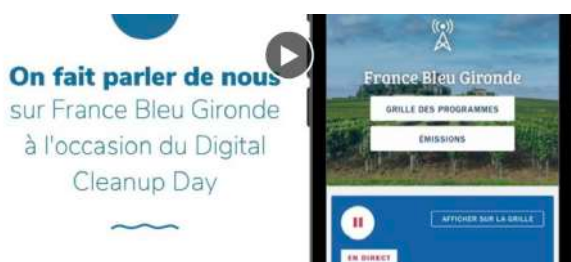 On fait parler de nous
sur France Bleu Gironde
à l'occasion du Digital
Cleanup Day
France Bleu Gironde
GRILLE DES PROGRAMMES
ÉMISSIONS
AFFICHER SUR LA GRILLE
EN DIRECT